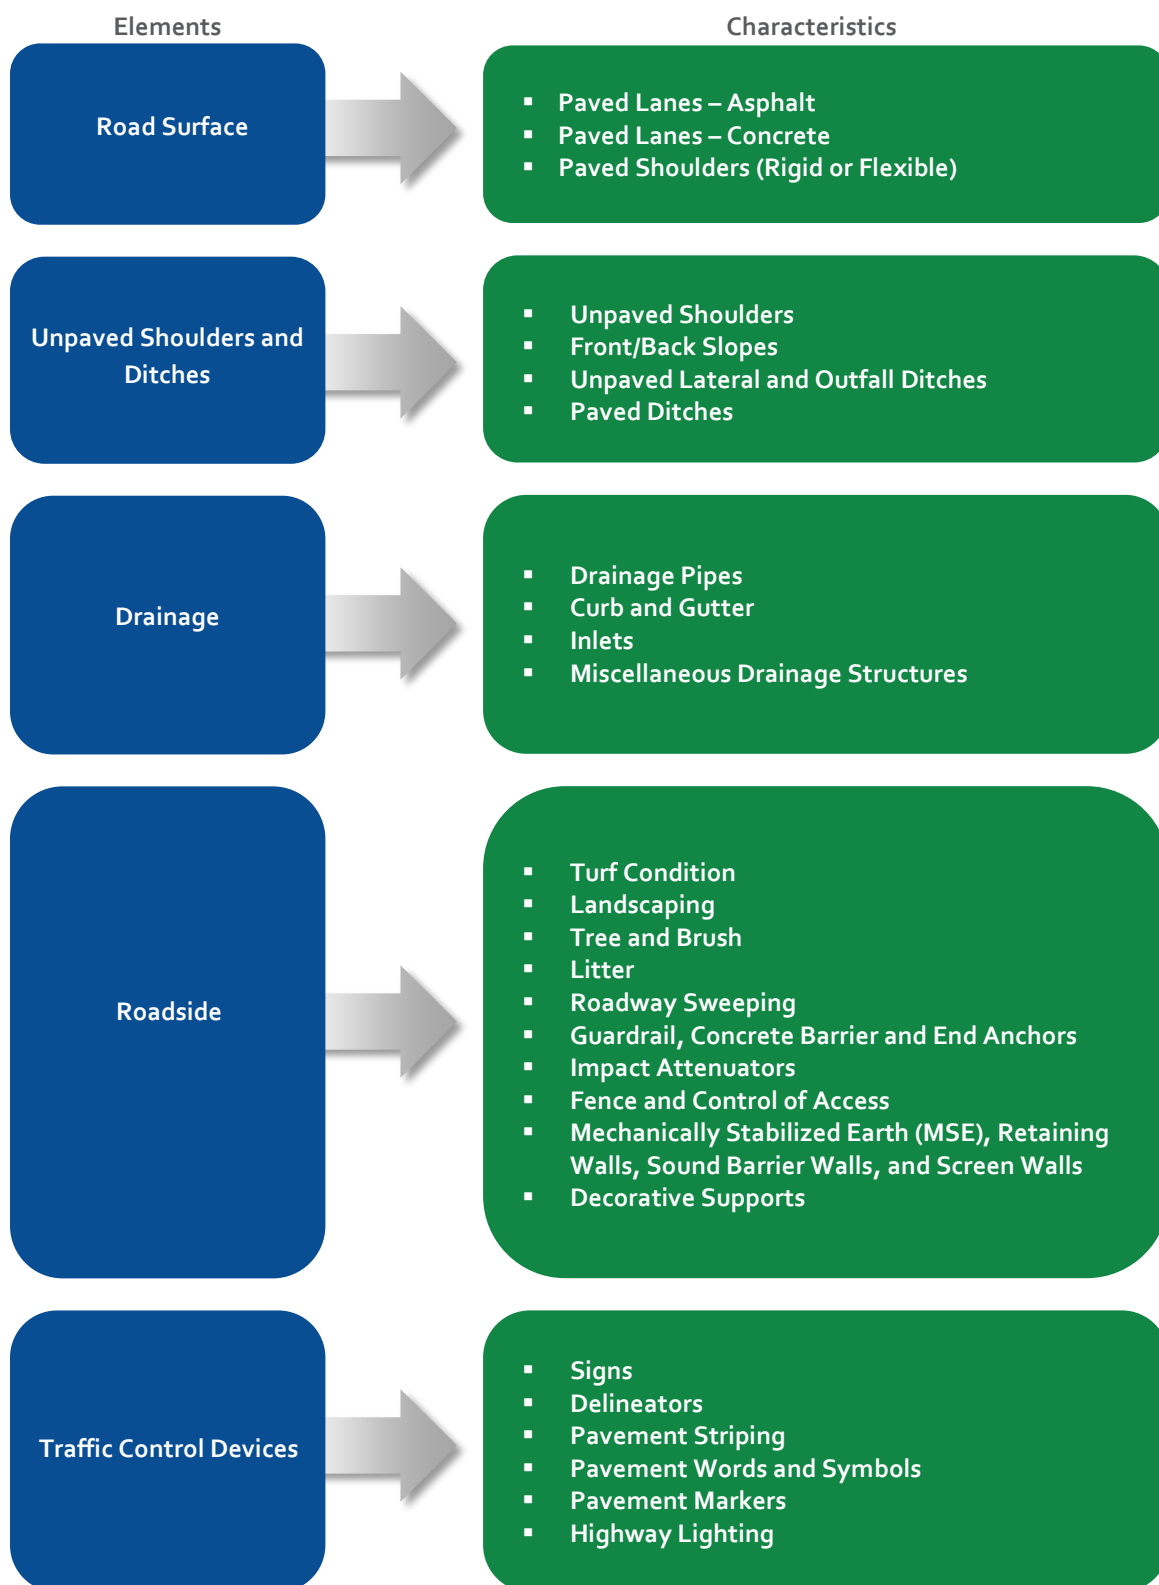 Elements
Characteristics
Road Surface
▪ Paved Lanes – Asphalt
▪ Paved Lanes – Concrete
▪ Paved Shoulders (Rigid or Flexible)
Unpaved Shoulders and
Ditches
▪ Unpaved Shoulders
▪ Front/Back Slopes
▪ Unpaved Lateral and Outfall Ditches
▪ Paved Ditches
Drainage
▪ Drainage Pipes
▪ Curb and Gutter
▪ Inlets
▪ Miscellaneous Drainage Structures
Roadside
▪ Turf Condition
▪ Landscaping
▪ Tree and Brush
▪ Litter
▪ Roadway Sweeping
▪ Guardrail, Concrete Barrier and End Anchors
▪ Impact Attenuators
▪ Fence and Control of Access
▪ Mechanically Stabilized Earth (MSE), Retaining
Walls, Sound Barrier Walls, and Screen Walls
▪ Decorative Supports
Traffic Control Devices
▪ Signs
▪ Delineators
▪ Pavement Striping
▪ Pavement Words and Symbols
▪ Pavement Markers
▪ Highway Lighting